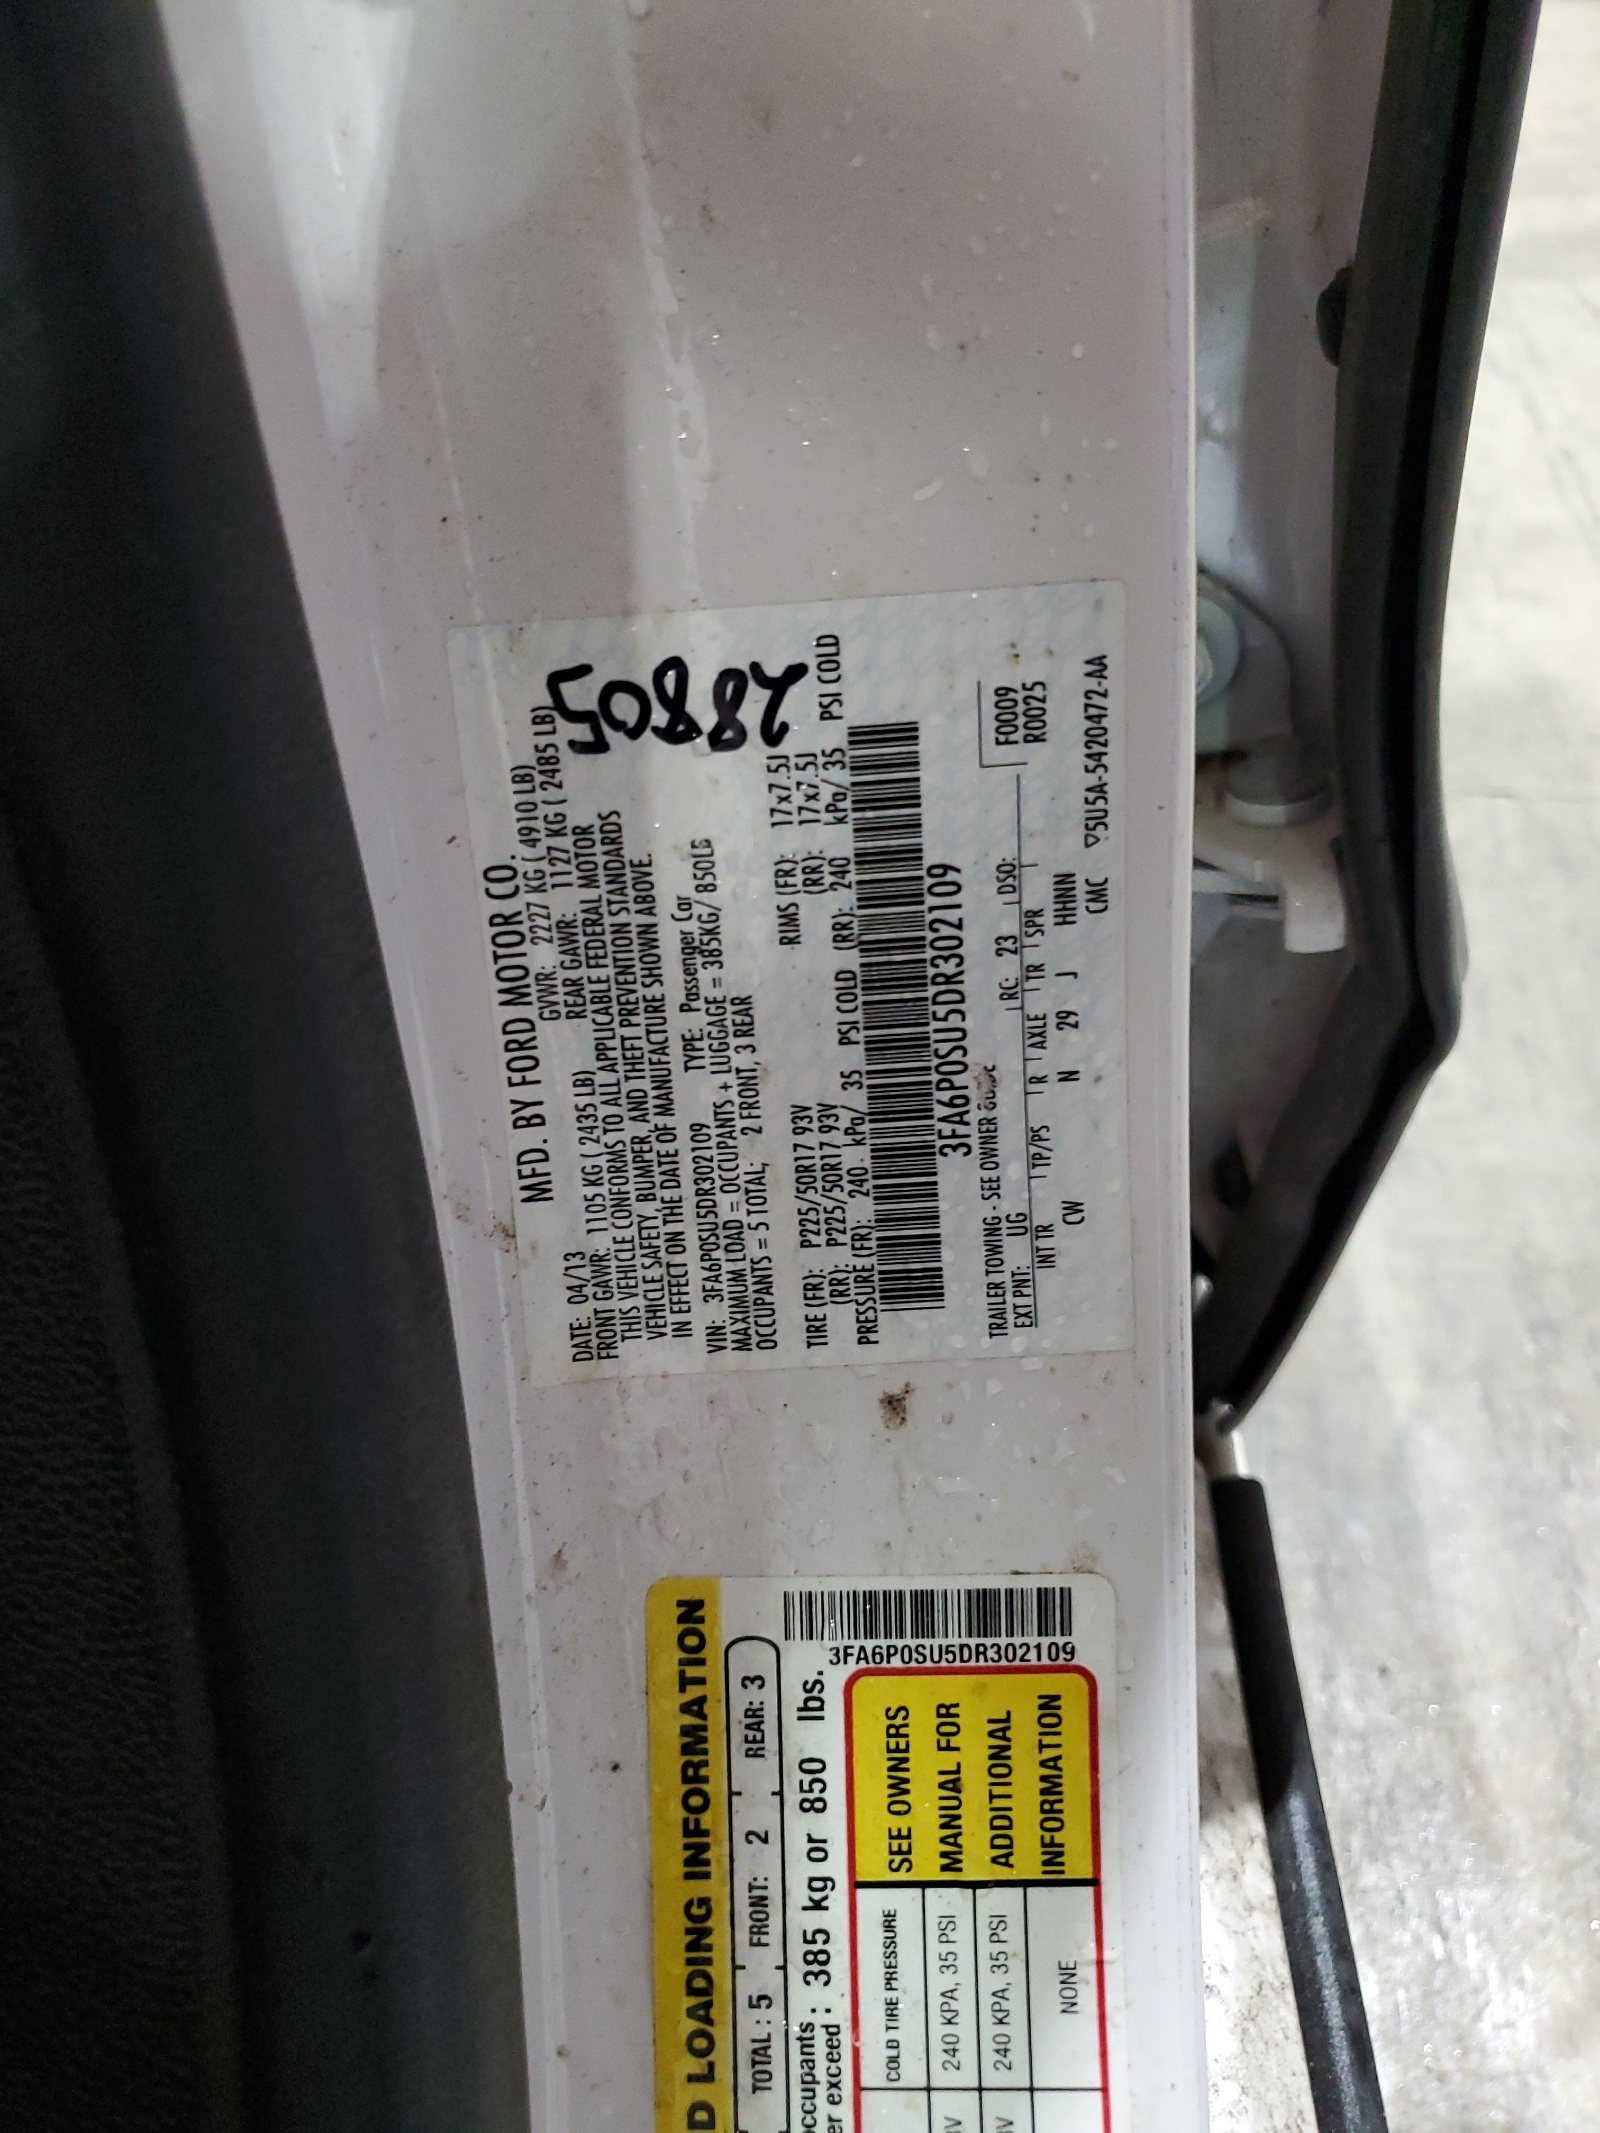 MFD. BY FORD MOTOR CO.
DATE: 04/13 GVWR: 2227 KG ( 4910 LB)
FRONT GAWR: 1105 KG ( 2435 LB) REAR GAWR: 1127 KG ( 2485 LB)
THIS VEHICLE CONFORMS TO ALL APPLICABLE FEDERAL MOTOR
VEHICLE SAFETY, BUMPER, AND THEFT PREVENTION STANDARDS
IN EFFECT ON THE DATE OF MANUFACTURE SHOWN ABOVE.
VIN: 3FA6P0SU5DR302109 TYPE: Passenger Car
MAXIMUM LOAD = OCCUPANTS + LUGGAGE = 385KG/ 850LB
OCCUPANTS = 5 TOTAL; 2 FRONT, 3 REAR
28805
TIRE (FR): P225/50R17 93V RIMS (FR): 17x7.5J
(RR): P225/50R17 93V (RR): 17x7.5J
PRESSURE (FR): 240 kPa/ 35 PSI COLD (RR): 240 kPa/ 35 PSI COLD
3FA6P0SU5DR302109
TRAILER TOWING - SEE OWNER GUIDE
EXT PNT: UG RC: 23 DSO: F0009
INT TR TP/PS R AXLE TR SPR R0025
CW N 29 J HHNN
CMC 5U5A-5420472-AA
D LOADING INFORMATION
TOTAL : 5 FRONT: 2 REAR: 3
occupants : 385 kg or 850 lbs.
er exceed :
3FA6P0SU5DR302109
COLD TIRE PRESSURE
3V 240 KPA, 35 PSI
3V 240 KPA, 35 PSI
NONE
SEE OWNERS
MANUAL FOR
ADDITIONAL
INFORMATION